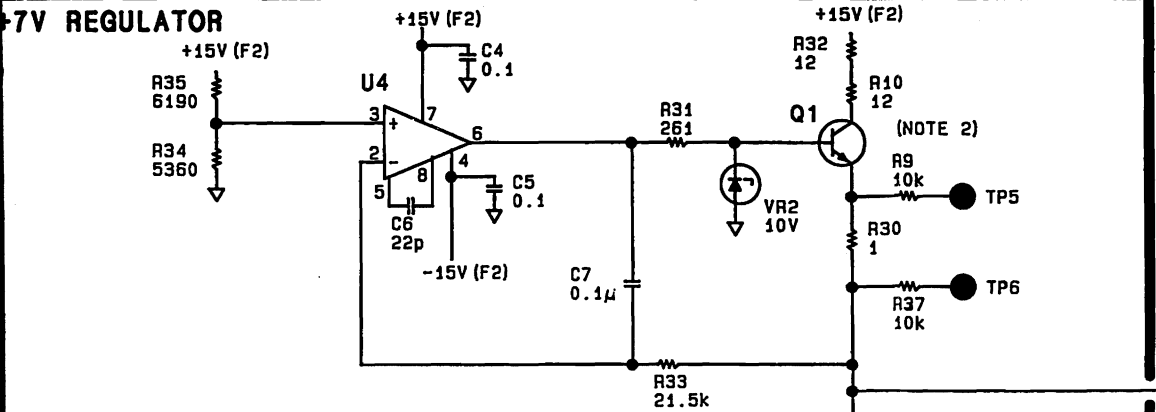 +7V REGULATOR
+15V (F2)
R35
6190
R34
5360
+15V (F2)
C4
0.1
U4
3
+
7
2
-
6
4
8
5
C5
0.1
C6
22p
-15V (F2)
R31
261
C7
0.1µ
R33
21.5k
VR2
10V
+15V (F2)
R32
12
R10
12
Q1
(NOTE 2)
R9
10k
TP5
R30
1
TP6
R37
10k